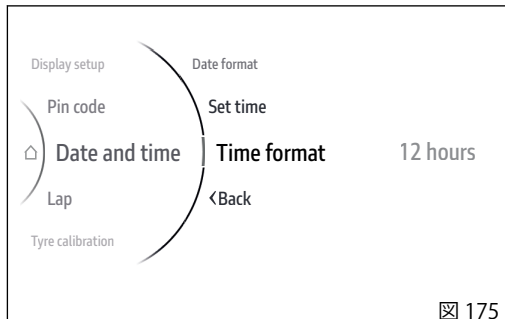 Display setup
Pin code
Date and time
Lap
Tyre calibration
Date format
Set time
Time format 12 hours
Back
図 175